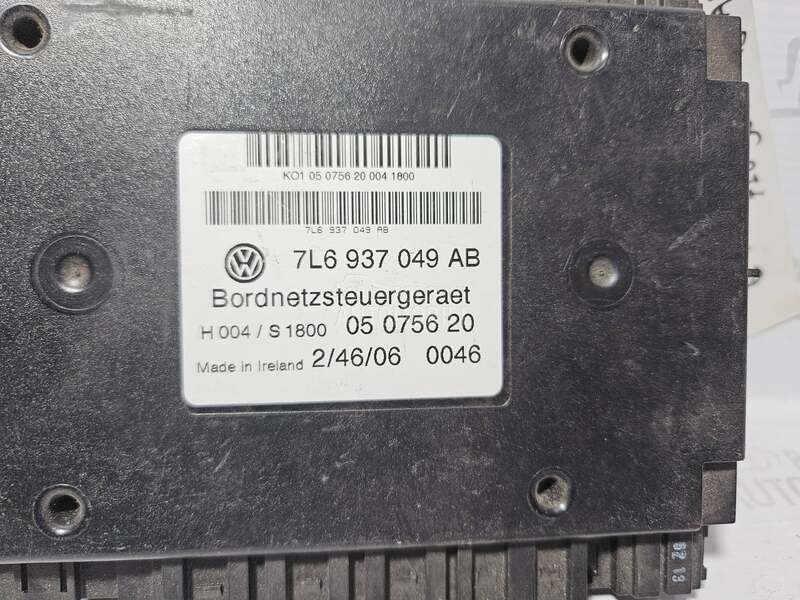 KO1 05 0756 20 004 1800
7L6 937 049 AB
7L6 937 049 AB
Bordnetzsteuergeraet
H 004 / S 1800 05 0756 20
Made in Ireland 2/46/06 0046